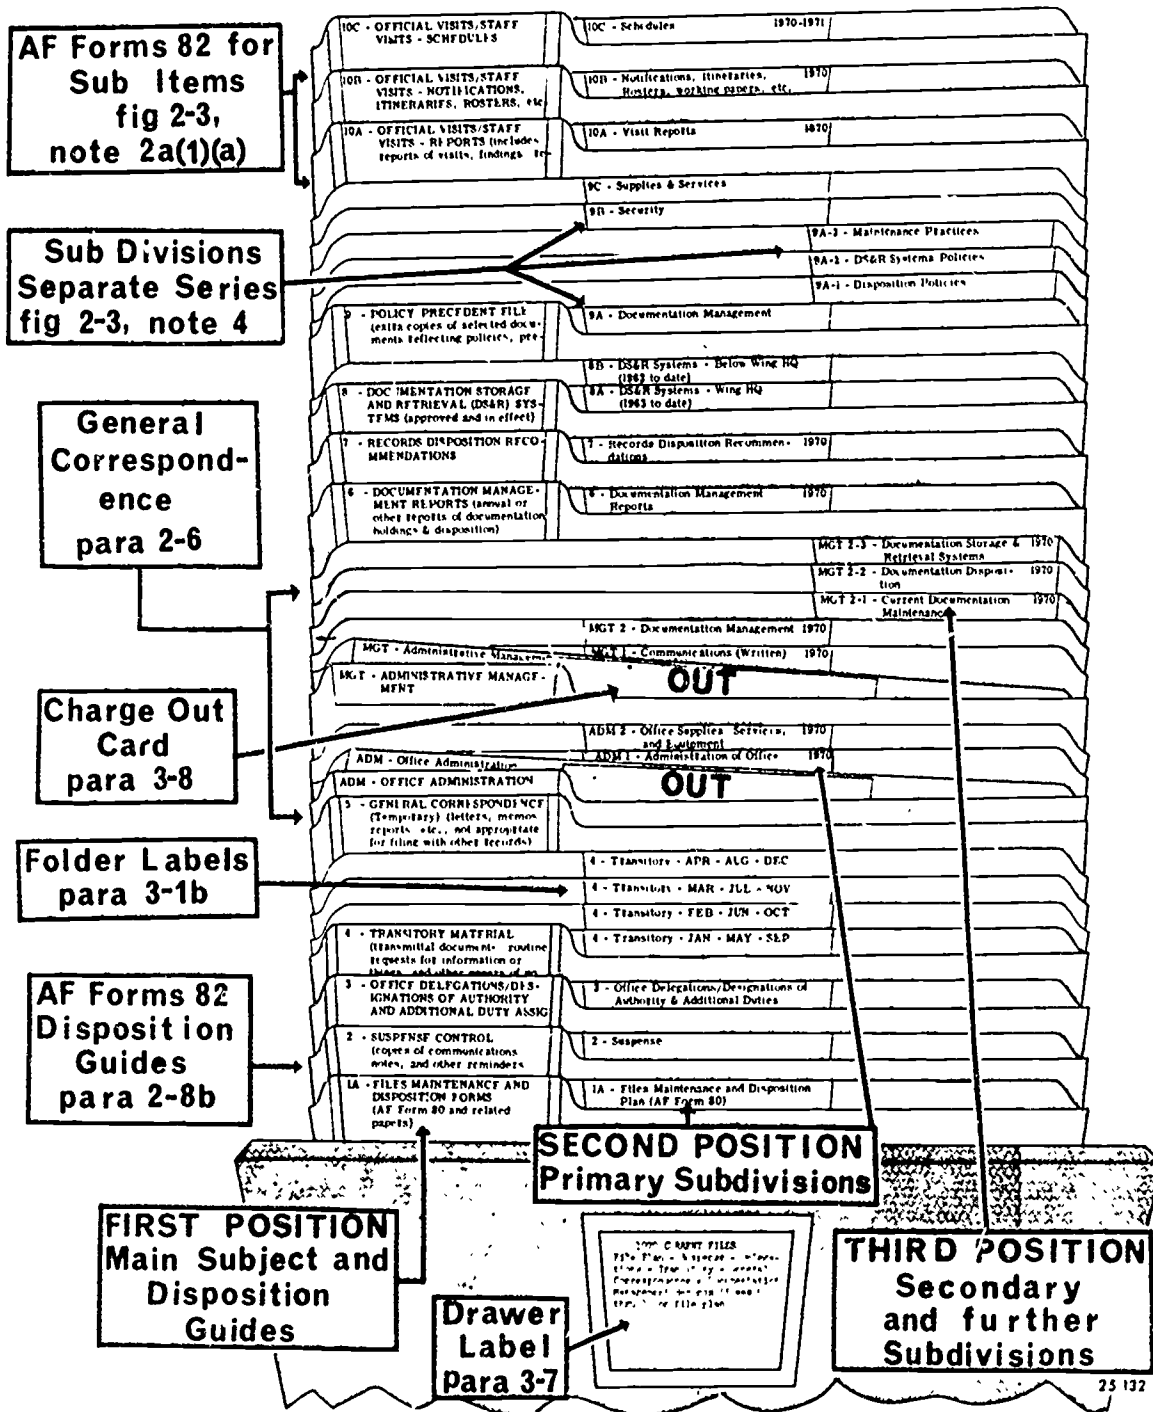 10C - OFFICIAL VISITS/STAFF
VISITS - SCHEDULES
10C - Schedules 1970-1971
AF Forms 82 for
Sub Items
fig 2-3,
note 2a(1)(a)
10B - OFFICIAL VISITS/STAFF
VISITS - NOTIFICATIONS,
ITINERARIES, ROSTERS, etc
10B - Notifications, Itineraries, 1970
Rosters, working papers, etc.
10A - OFFICIAL VISITS/STAFF
VISITS - REPORTS (includes
reports of visits, findings re-
10A - Visit Reports 1970
9C - Supplies & Services
9B - Security
Sub Divisions
Separate Series
fig 2-3, note 4
9A-3 - Maintenance Practices
9A-2 - DS&R Systems Policies
9A-1 - Disposition Policies
9 - POLICY PRECEDENT FILE
(extra copies of selected docu-
ments reflecting policies, pre-
9A - Documentation Management
8B - DS&R Systems - Below Wing HQ
(1963 to date)
8 - DOC MENTATION STORAGE
AND RETRIEVAL (DS&R) SYS-
TEMS (approved and in effect)
8A - DS&R Systems - Wing HQ
(1963 to date)
General
Correspond-
ence
para 2-6
7 - RECORDS DISPOSITION RECO-
MMENDATIONS
7 - Records Disposition Recommen- 1970
dations
6 - DOCUMENTATION MANAGE-
MENT REPORTS (annual or
other reports of documentation
holdings & disposition)
6 - Documentation Management 1970
Reports
MGT 2-3 - Documentation Storage & 1970
Retrieval Systems
MGT 2-2 - Documentation Disposi- 1970
tion
MGT 2-1 - Current Documentation 1970
Maintenance
MGT 2 - Documentation Management 1970
MGT - Administrative Managemen
MGT 1 - Communications (Written) 1970
MGT - ADMINISTRATIVE MANAGE-
MENT
OUT
Charge Out
Card
para 3-8
ADM 2 - Office Supplies Services, 1970
and Equipment
ADM - Office Administration
ADM 1 - Administration of Office 1970
ADM - OFFICE ADMINISTRATION
OUT
5 - GENERAL CORRESPONDENCE
(Temporary) (letters, memos
reports etc., not appropriate
for filing with other records)
Folder Labels
para 3-1b
4 - Transitory - APR - AUG - DEC
4 - Transitory - MAR - JUL - NOV
4 - Transitory - FEB - JUN - OCT
4 - TRANSITORY MATERIAL
(transmittal document- routine
requests for information or
things, and other papers of no
4 - Transitory - JAN - MAY - SEP
AF Forms 82
Disposition
Guides
para 2-8b
3 - OFFICE DELEGATIONS/DES-
IGNATIONS OF AUTHORITY
AND ADDITIONAL DUTY ASSIG
3 - Office Delegations/Designations of
Authority & Additional Duties
2 - SUSPENSE CONTROL
(copies of communications
notes, and other reminders
2 - Suspense
1A - FILES MAINTENANCE AND
DISPOSITION FORMS
(AF Form 80 and related
papers)
1A - Files Maintenance and Disposition
Plan (AF Form 80)
SECOND POSITION
Primary Subdivisions
FIRST POSITION
Main Subject and
Disposition
Guides
THIRD POSITION
Secondary
and further
Subdivisions
Drawer
Label
para 3-7
25 132